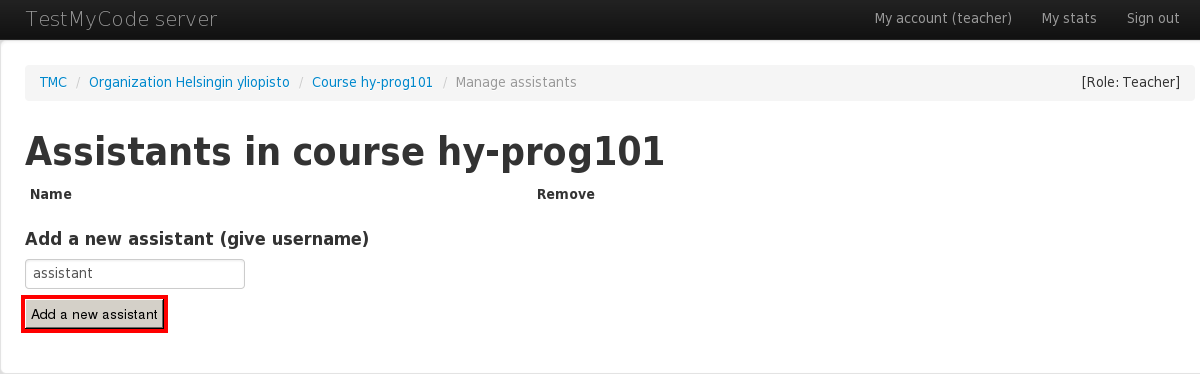 TestMyCode server My account (teacher) My stats Sign out
TMC / Organization Helsingin yliopisto / Course hy-prog101 / Manage assistants [Role: Teacher]
Assistants in course hy-prog101
Name Remove
Add a new assistant (give username)
assistant
Add a new assistant